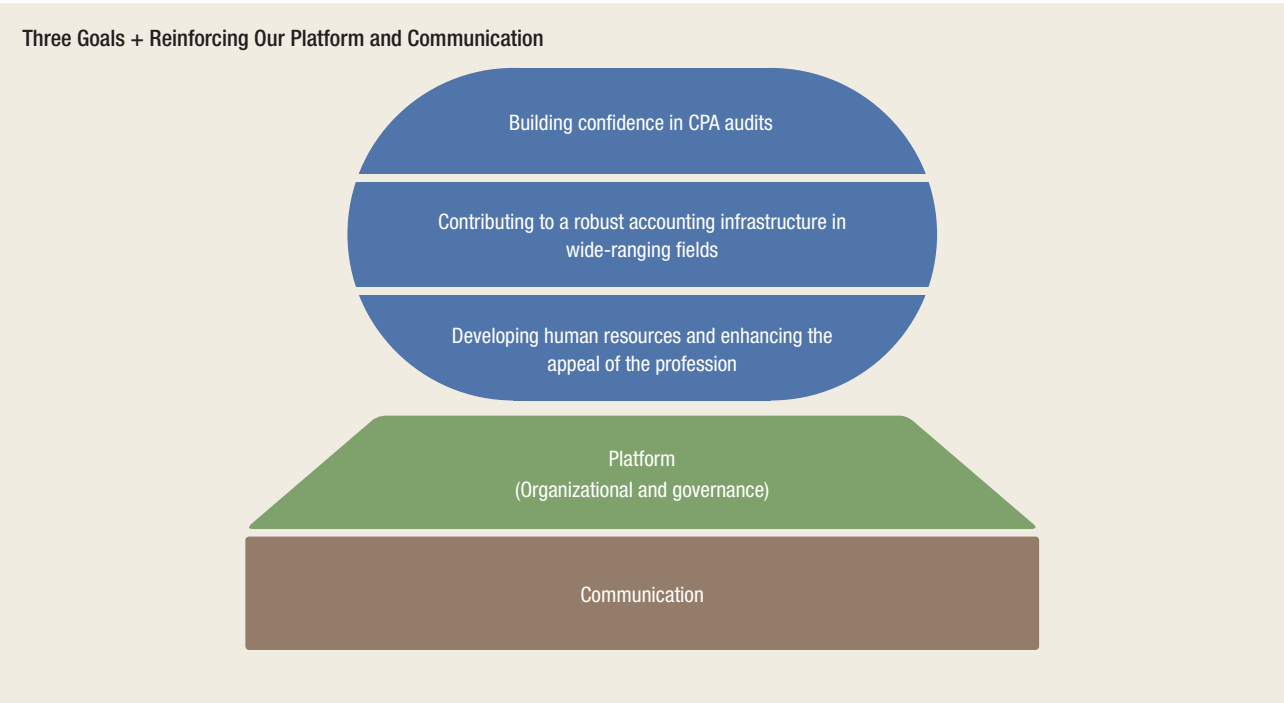 Three Goals + Reinforcing Our Platform and Communication
Building confidence in CPA audits
Contributing to a robust accounting infrastructure in
wide-ranging fields
Developing human resources and enhancing the
appeal of the profession
Platform
(Organizational and governance)
Communication